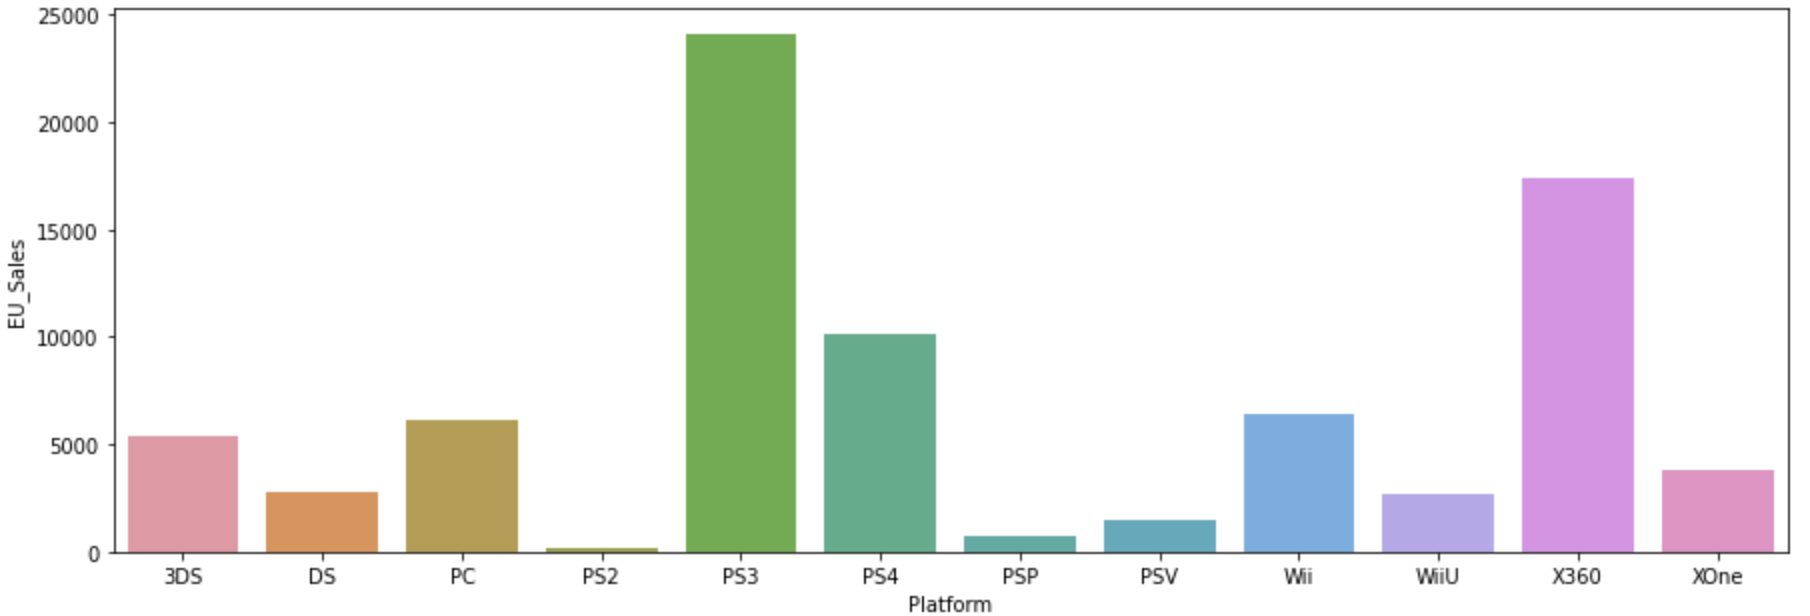 25000
20000
15000
10000
5000
0
EU_Sales
3DS DS PC PS2 PS3 PS4 PSP PSV Wii WiiU X360 XOne
Platform